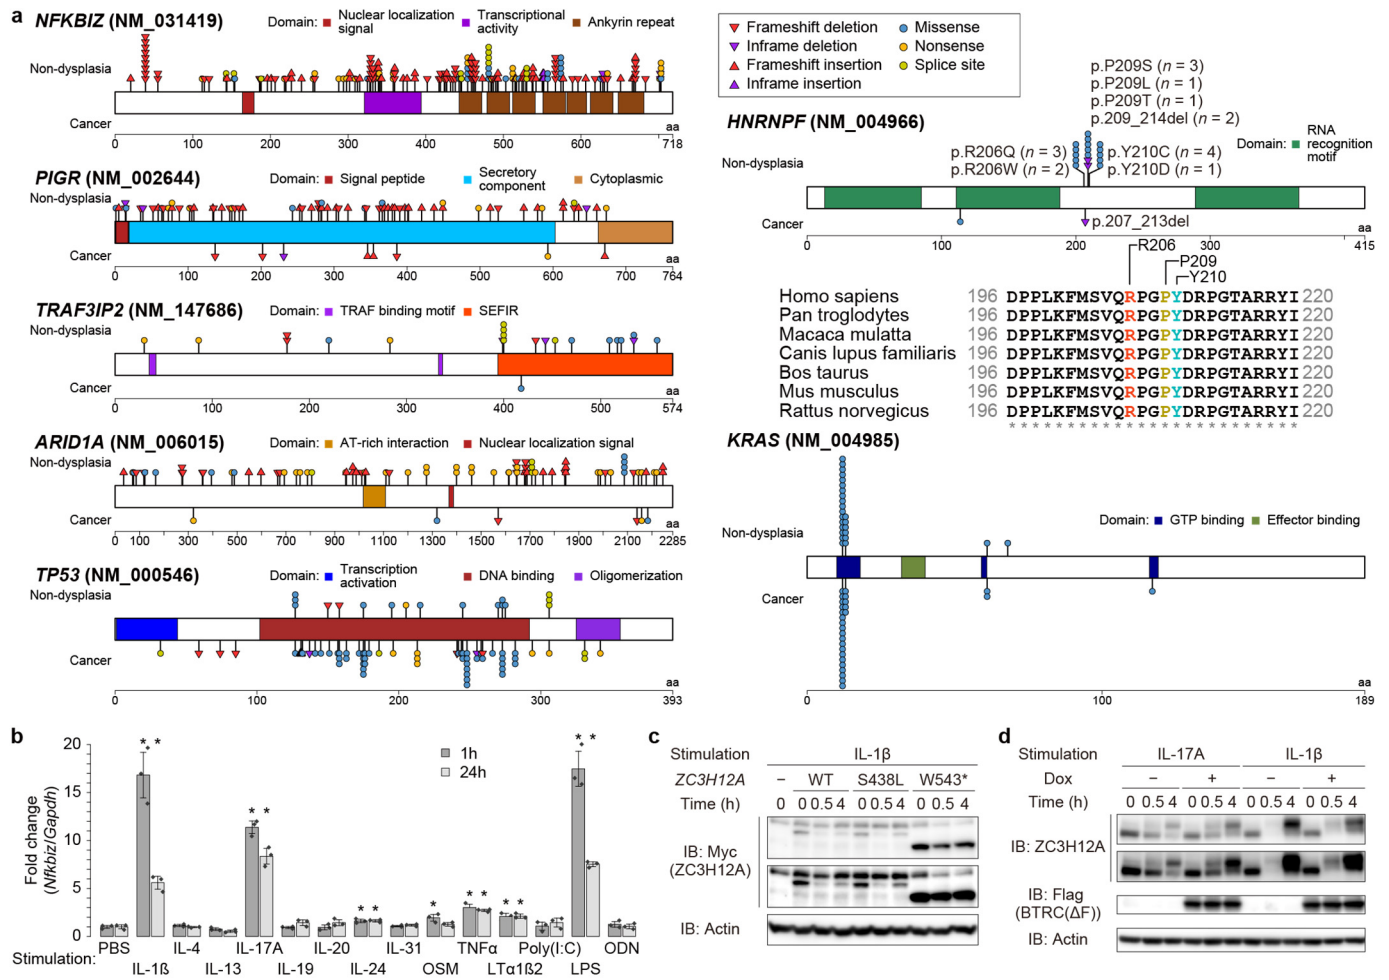 a
NFKBIZ (NM_031419)
Domain: Nuclear localization signal Transcriptional activity Ankyrin repeat
Non-dysplasia
Cancer
aa
0 100 200 300 400 500 600 718
PIGR (NM_002644)
Domain: Signal peptide Secretory component Cytoplasmic
Non-dysplasia
Cancer
aa
0 100 200 300 400 500 600 700 764
TRAF3IP2 (NM_147686)
Domain: TRAF binding motif SEFIR
Non-dysplasia
Cancer
aa
0 100 200 300 400 500 574
ARID1A (NM_006015)
Domain: AT-rich interaction Nuclear localization signal
Non-dysplasia
Cancer
aa
0 100 300 500 700 900 1100 1300 1500 1700 1900 2100 2285
TP53 (NM_000546)
Domain: Transcription activation DNA binding Oligomerization
Non-dysplasia
Cancer
aa
0 100 200 300 393
Frameshift deletion Missense
Inframe deletion Nonsense
Frameshift insertion Splice site
Inframe insertion
HNRNPF (NM_004966)
p.P209S (n = 3)
p.P209L (n = 1)
p.P209T (n = 1)
p.209_214del (n = 2)
p.R206Q (n = 3) p.Y210C (n = 4)
p.R206W (n = 2) p.Y210D (n = 1)
Domain: RNA recognition motif
Non-dysplasia
Cancer
p.207_213del
aa
0 100 200 300 415
R206
P209
Y210
Homo sapiens 196 DPPLKFMSVQRPGPYDRPGTARRYI 220
Pan troglodytes 196 DPPLKFMSVQRPGPYDRPGTARRYI 220
Macaca mulatta 196 DPPLKFMSVQRPGPYDRPGTARRYI 220
Canis lupus familiaris 196 DPPLKFMSVQRPGPYDRPGTARRYI 220
Bos taurus 196 DPPLKFMSVQRPGPYDRPGTARRYI 220
Mus musculus 196 DPPLKFMSVQRPGPYDRPGTARRYI 220
Rattus norvegicus 196 DPPLKFMSVQRPGPYDRPGTARRYI 220
*************************
KRAS (NM_004985)
Domain: GTP binding Effector binding
Non-dysplasia
Cancer
aa
0 100 189
b
Fold change
(Nfkbiz/Gapdh)
20
15
10
5
0
1h
24h
* * * * * * * * * * * * *
PBS IL-4 IL-17A IL-20 IL-31 TNFα Poly(I:C) ODN
Stimulation: IL-1ß IL-13 IL-19 IL-24 OSM LTα1ß2 LPS
c
Stimulation IL-1β
ZC3H12A – WT S438L W543*
Time (h) 0 0 0.5 4 0 0.5 4 0 0.5 4
IB: Myc
(ZC3H12A)
IB: Actin
d
Stimulation IL-17A IL-1β
Dox – + – +
Time (h) 0 0.5 4 0 0.5 4 0 0.5 4 0 0.5 4
IB: ZC3H12A
IB: Flag
(BTRC(ΔF))
IB: Actin